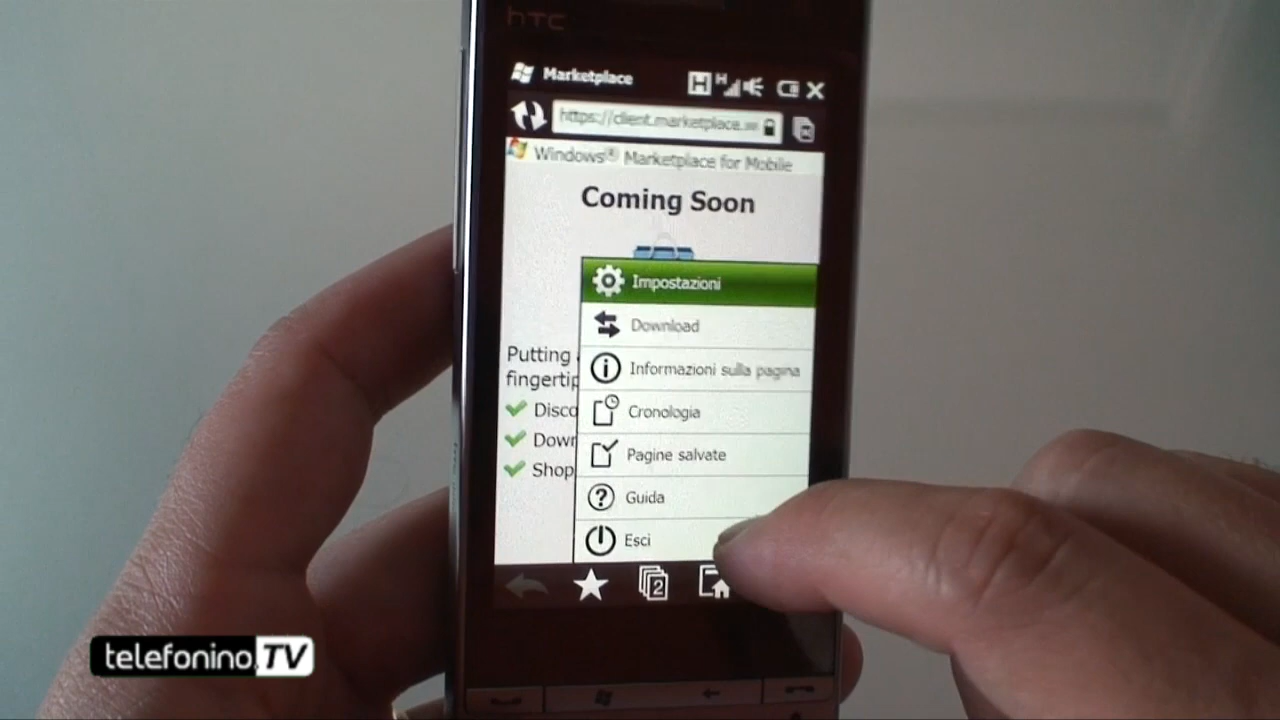 hTC
Marketplace
https://client.marketplace.
Windows® Marketplace for Mobile
Coming Soon
Impostazioni
Download
Informazioni sulla pagina
Cronologia
Pagine salvate
Guida
Esci
Putting
fingertip
Disco
Down
Shop
2
telefonino.TV